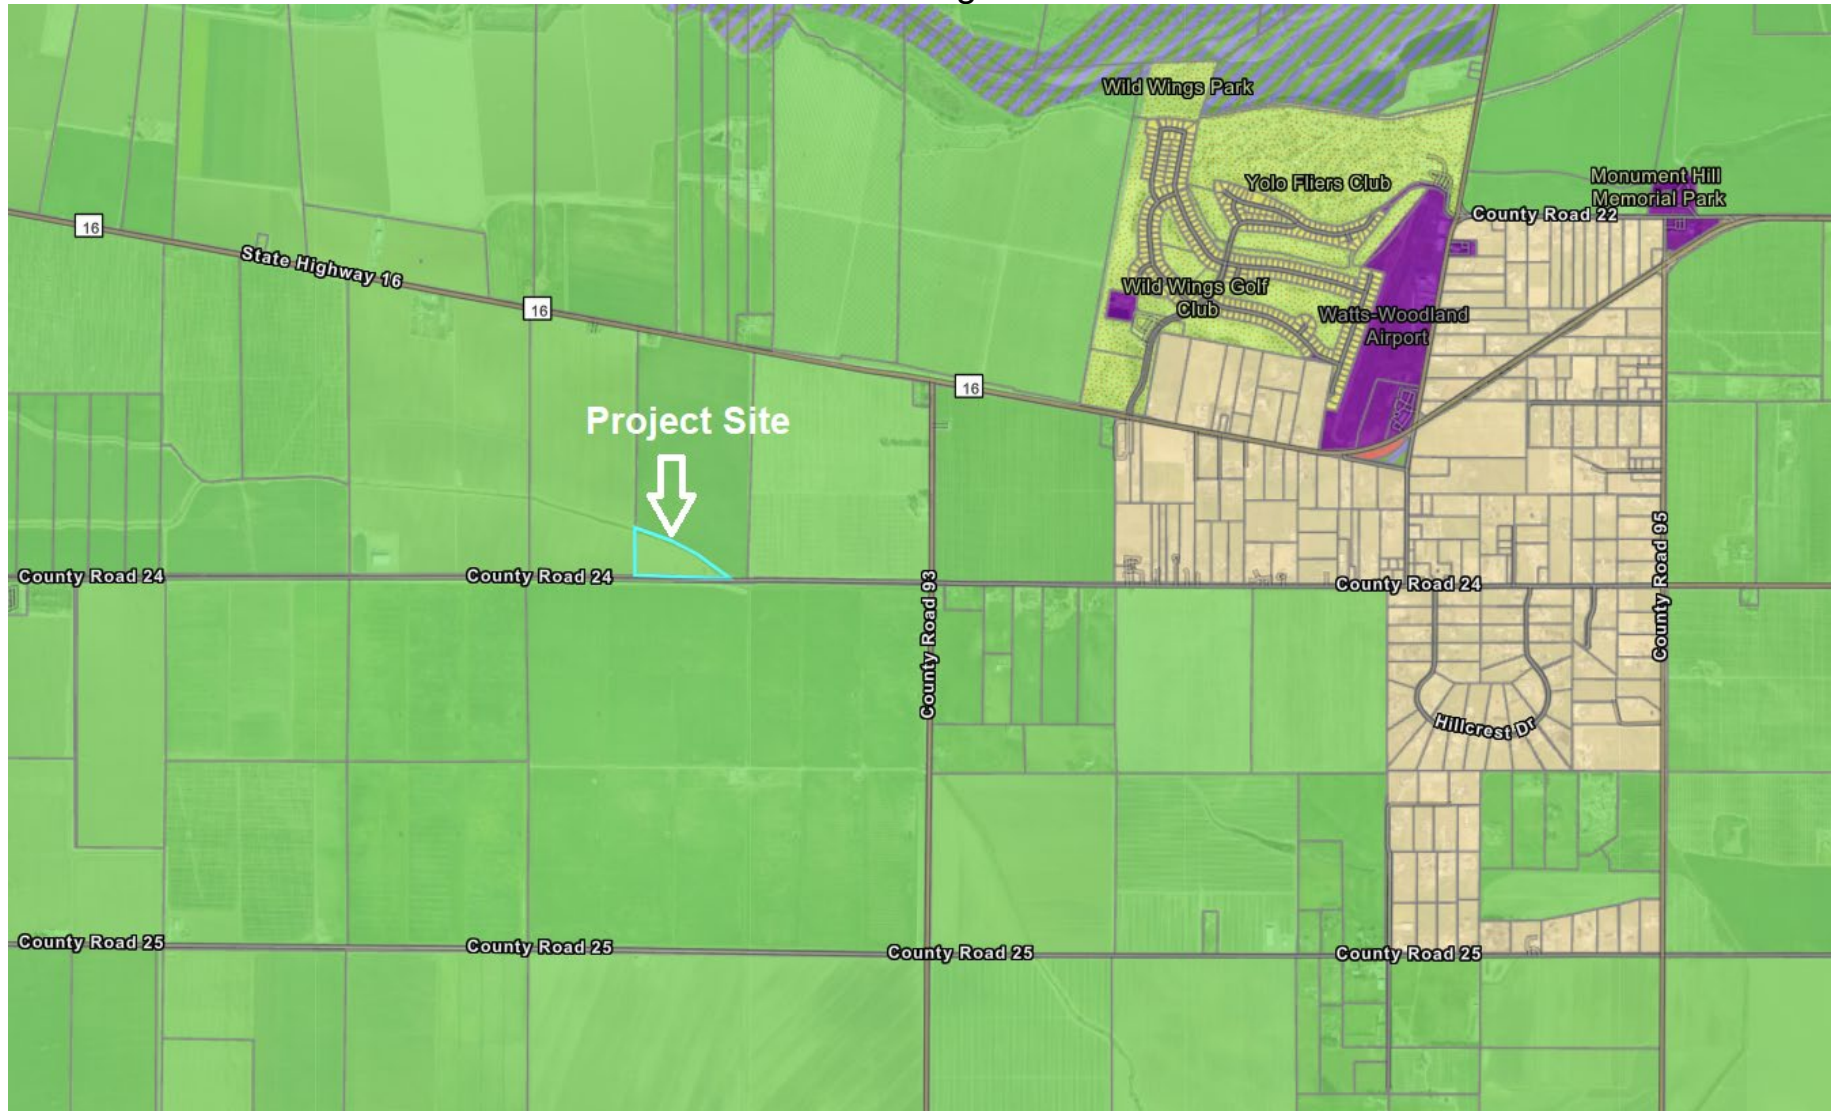 Wild Wings Park
Yolo Fliers Club
Monument Hill
Memorial Park
County Road 22
16
State Highway 16
16
Wild Wings Golf
Club
Watts-Woodland
Airport
16
Project Site
County Road 24
County Road 24
County Road 93
County Road 24
County Road 95
Hillcrest Dr
County Road 25
County Road 25
County Road 25
County Road 25